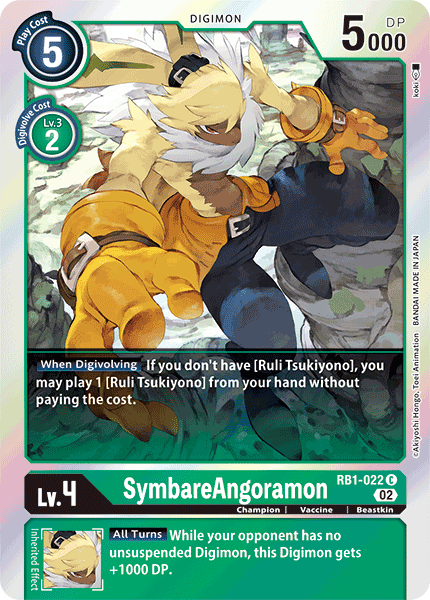 Play Cost
5
DIGIMON
DP
5000
Digivolve Cost
Lv.3
2
koki
When Digivolving If you don't have [Ruli Tsukiyono], you
may play 1 [Ruli Tsukiyono] from your hand without
paying the cost.
©Akiyoshi Hongo, Toei Animation BANDAI MADE IN JAPAN
Lv.4
SymbareAngoramon
RB1-022 C
02
Champion | Vaccine | Beastkin
Inherited Effect
All Turns While your opponent has no
unsuspended Digimon, this Digimon gets
+1000 DP.